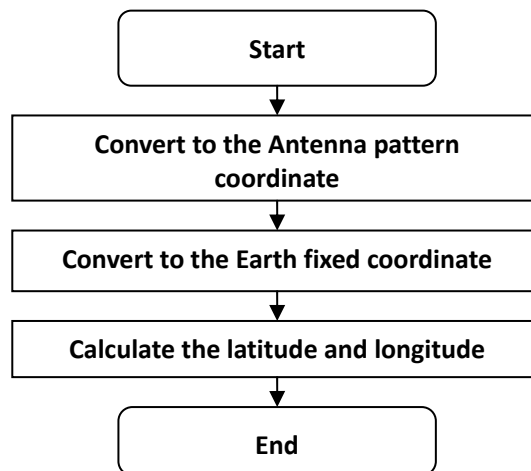 Start
Convert to the Antenna pattern
coordinate
Convert to the Earth fixed coordinate
Calculate the latitude and longitude
End